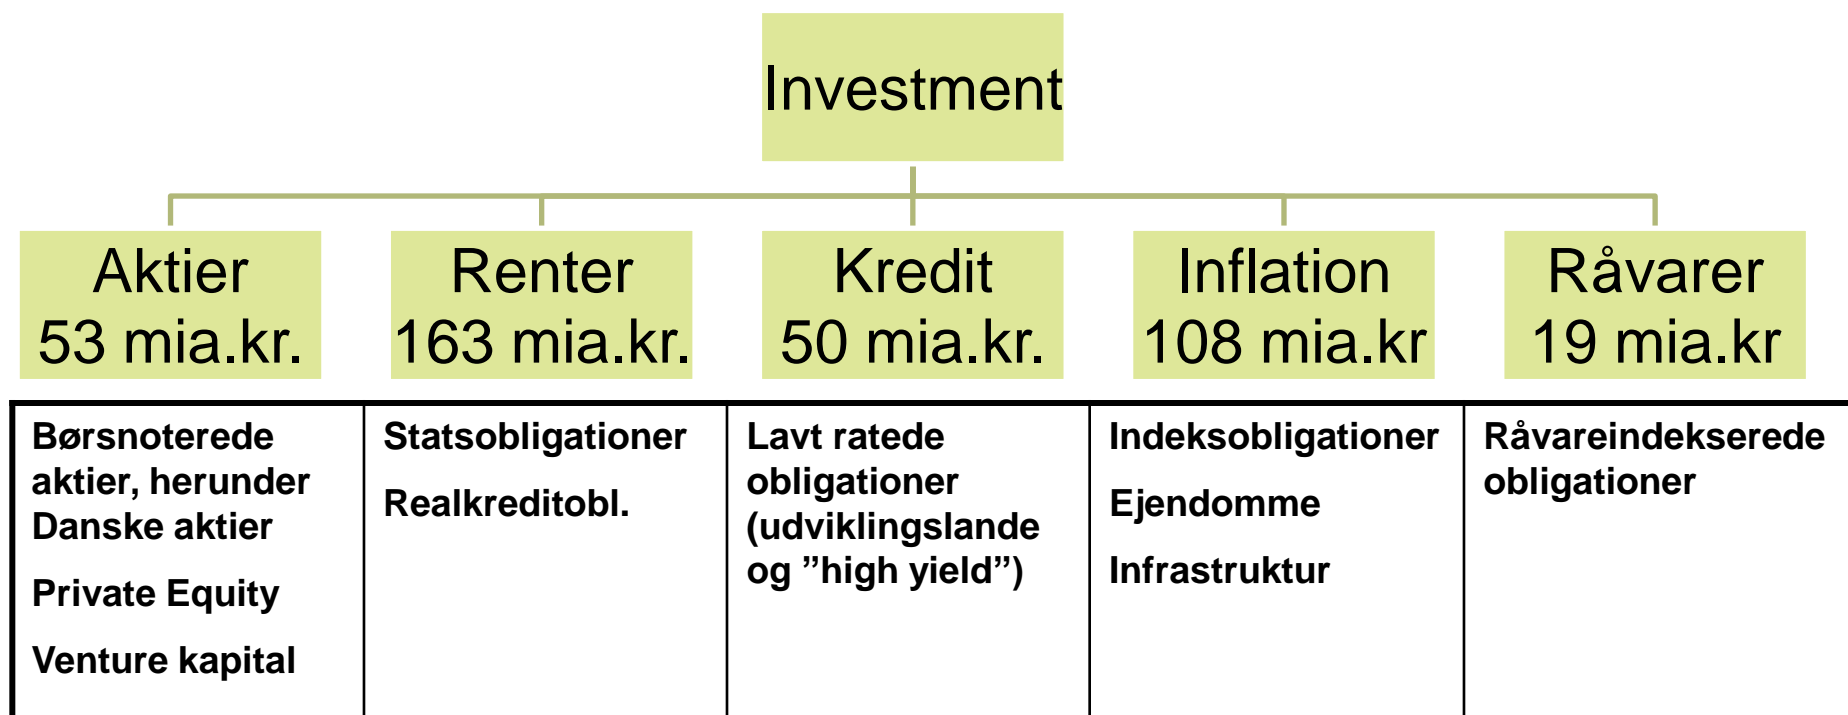 Investment
Aktier
53 mia.kr.
Renter
163 mia.kr.
Kredit
50 mia.kr.
Inflation
108 mia.kr
Råvarer
19 mia.kr
Børsnoterede
aktier, herunder
Danske aktier
Private Equity
Venture kapital
Statsobligationer
Realkreditobl.
Lavt ratede
obligationer
(udviklingslande
og ”high yield”)
Indeksobligationer
Ejendomme
Infrastruktur
Råvareindekserede
obligationer